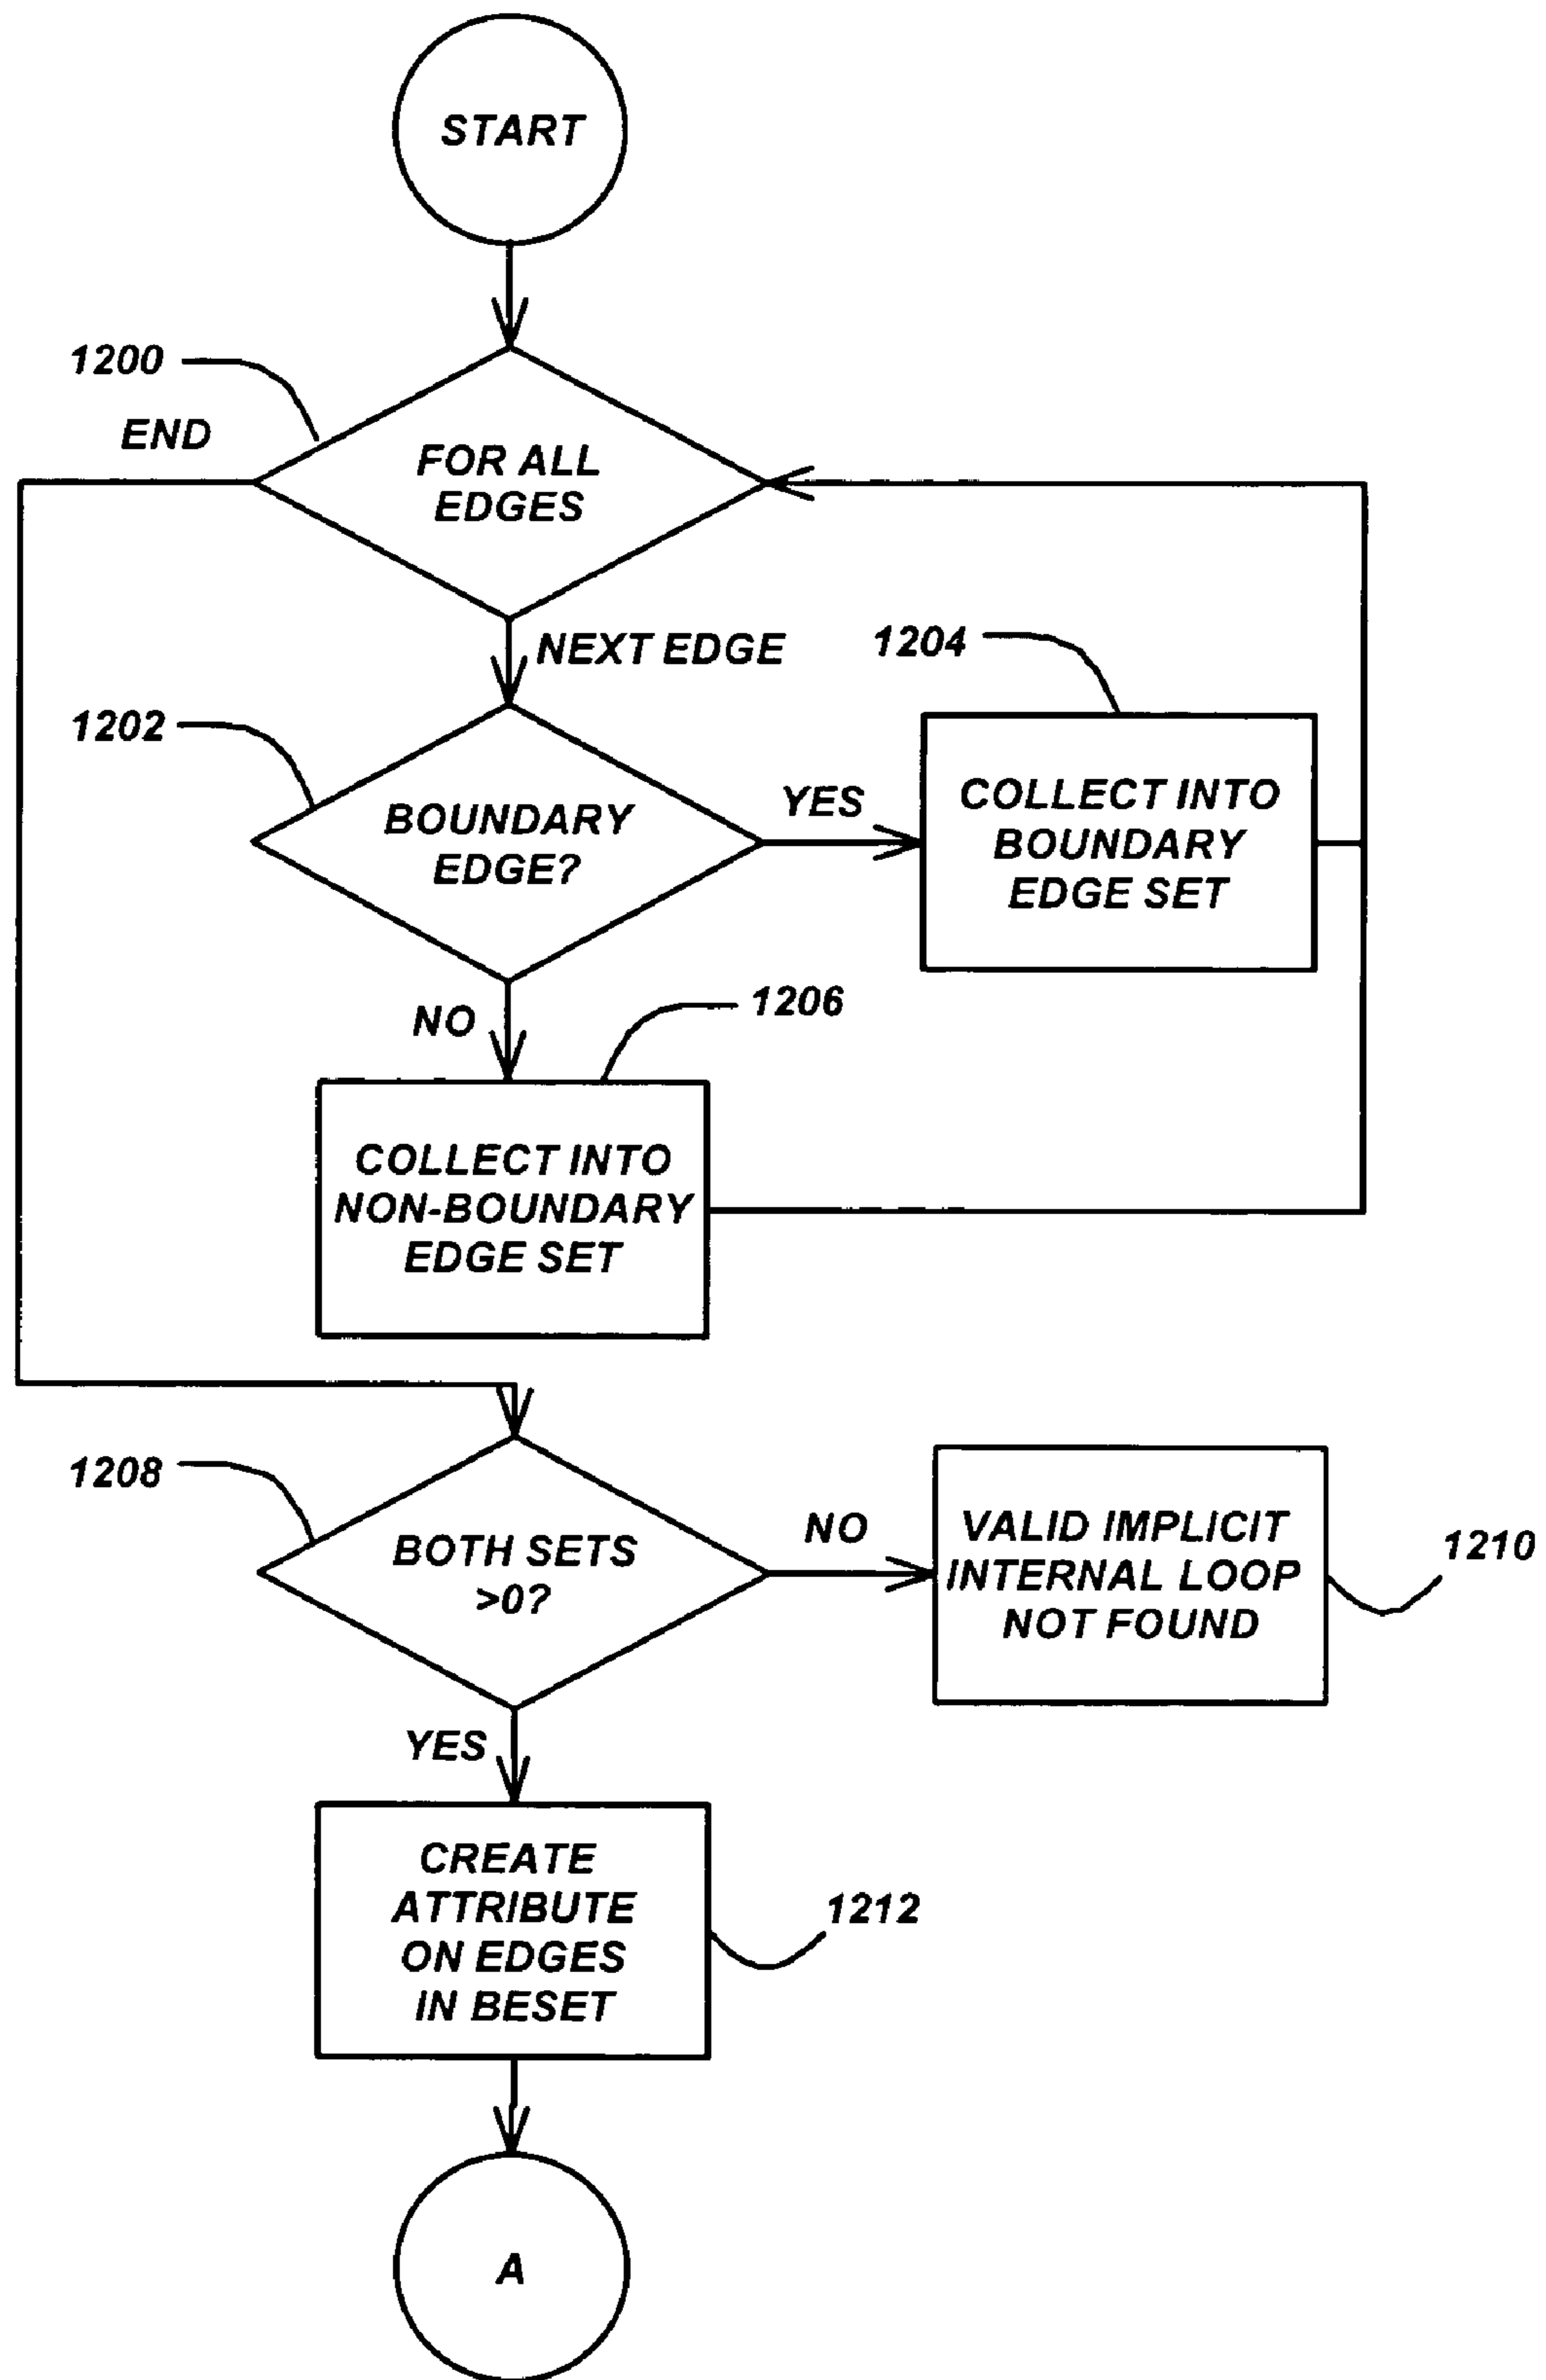 START
1200
END
FOR ALL
EDGES
NEXT EDGE
1204
1202
BOUNDARY
EDGE?
YES
COLLECT INTO
BOUNDARY
EDGE SET
NO
1206
COLLECT INTO
NON-BOUNDARY
EDGE SET
1208
BOTH SETS
>0?
NO
VALID IMPLICIT
INTERNAL LOOP
NOT FOUND
1210
YES
CREATE
ATTRIBUTE
ON EDGES
IN BESET
1212
A